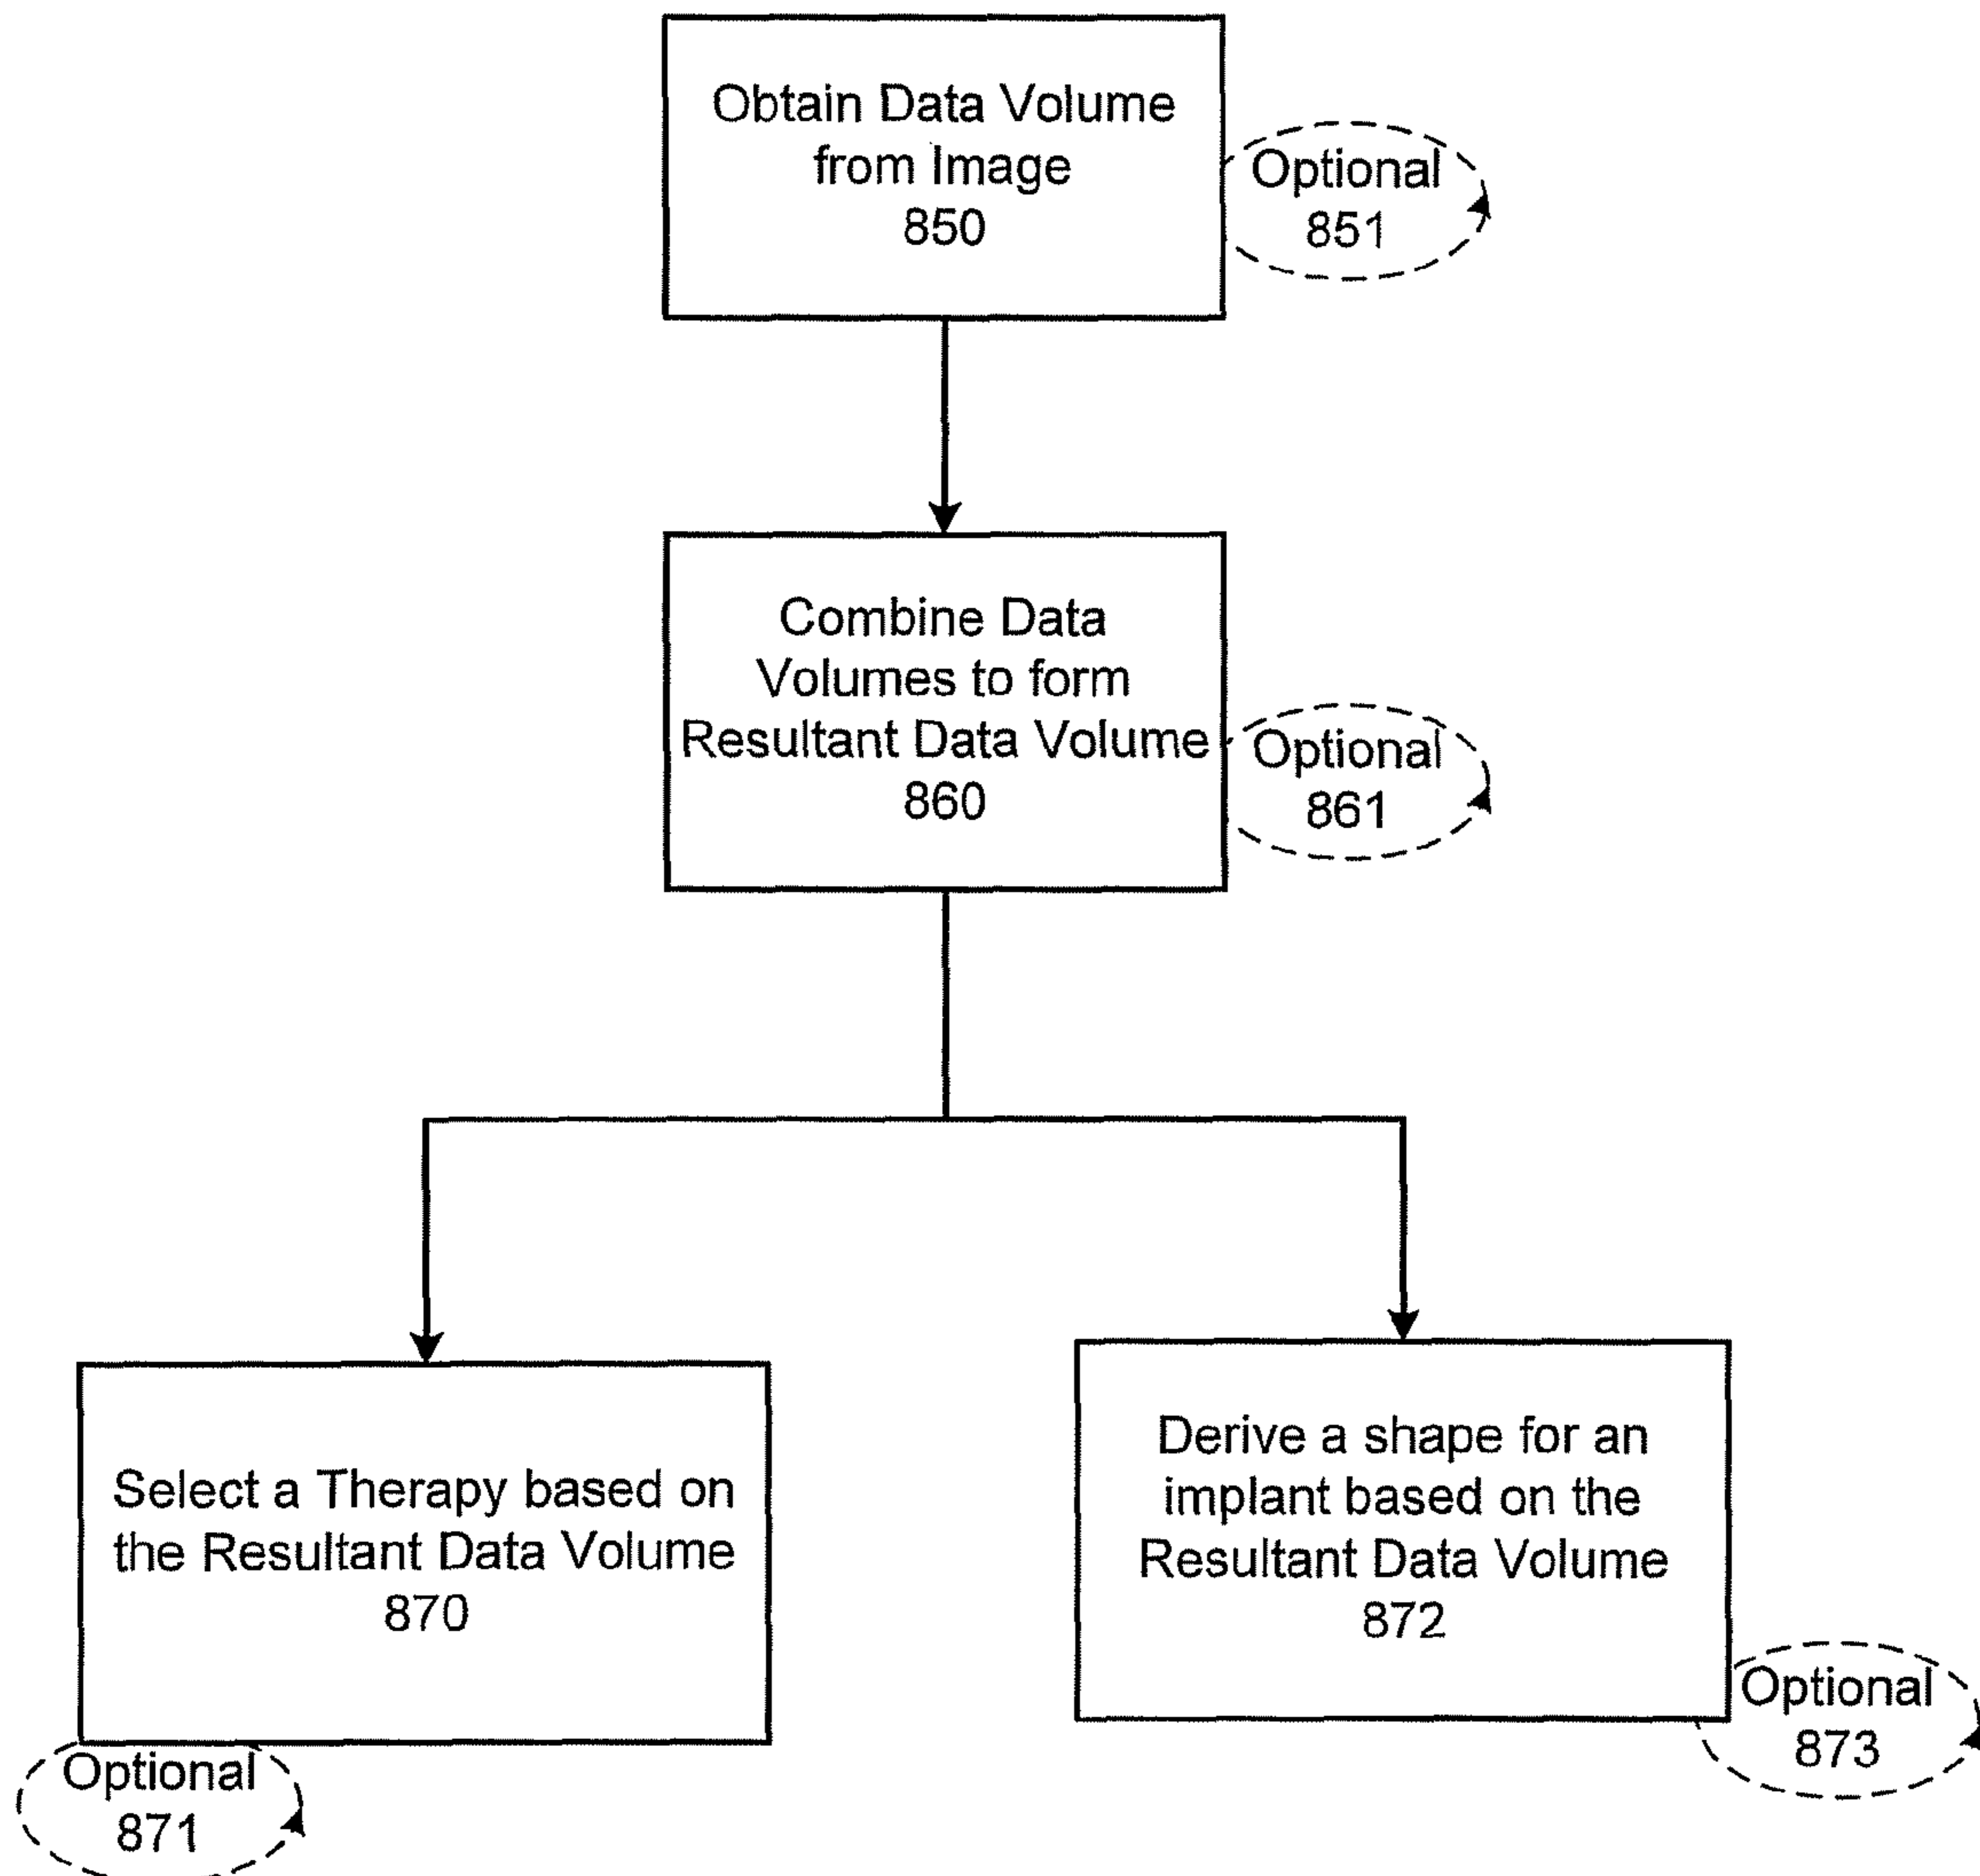 Obtain Data Volume
from Image
850
Optional
851
Combine Data
Volumes to form
Resultant Data Volume
860
Optional
861
Select a Therapy based on
the Resultant Data Volume
870
Optional
871
Derive a shape for an
implant based on the
Resultant Data Volume
872
Optional
873